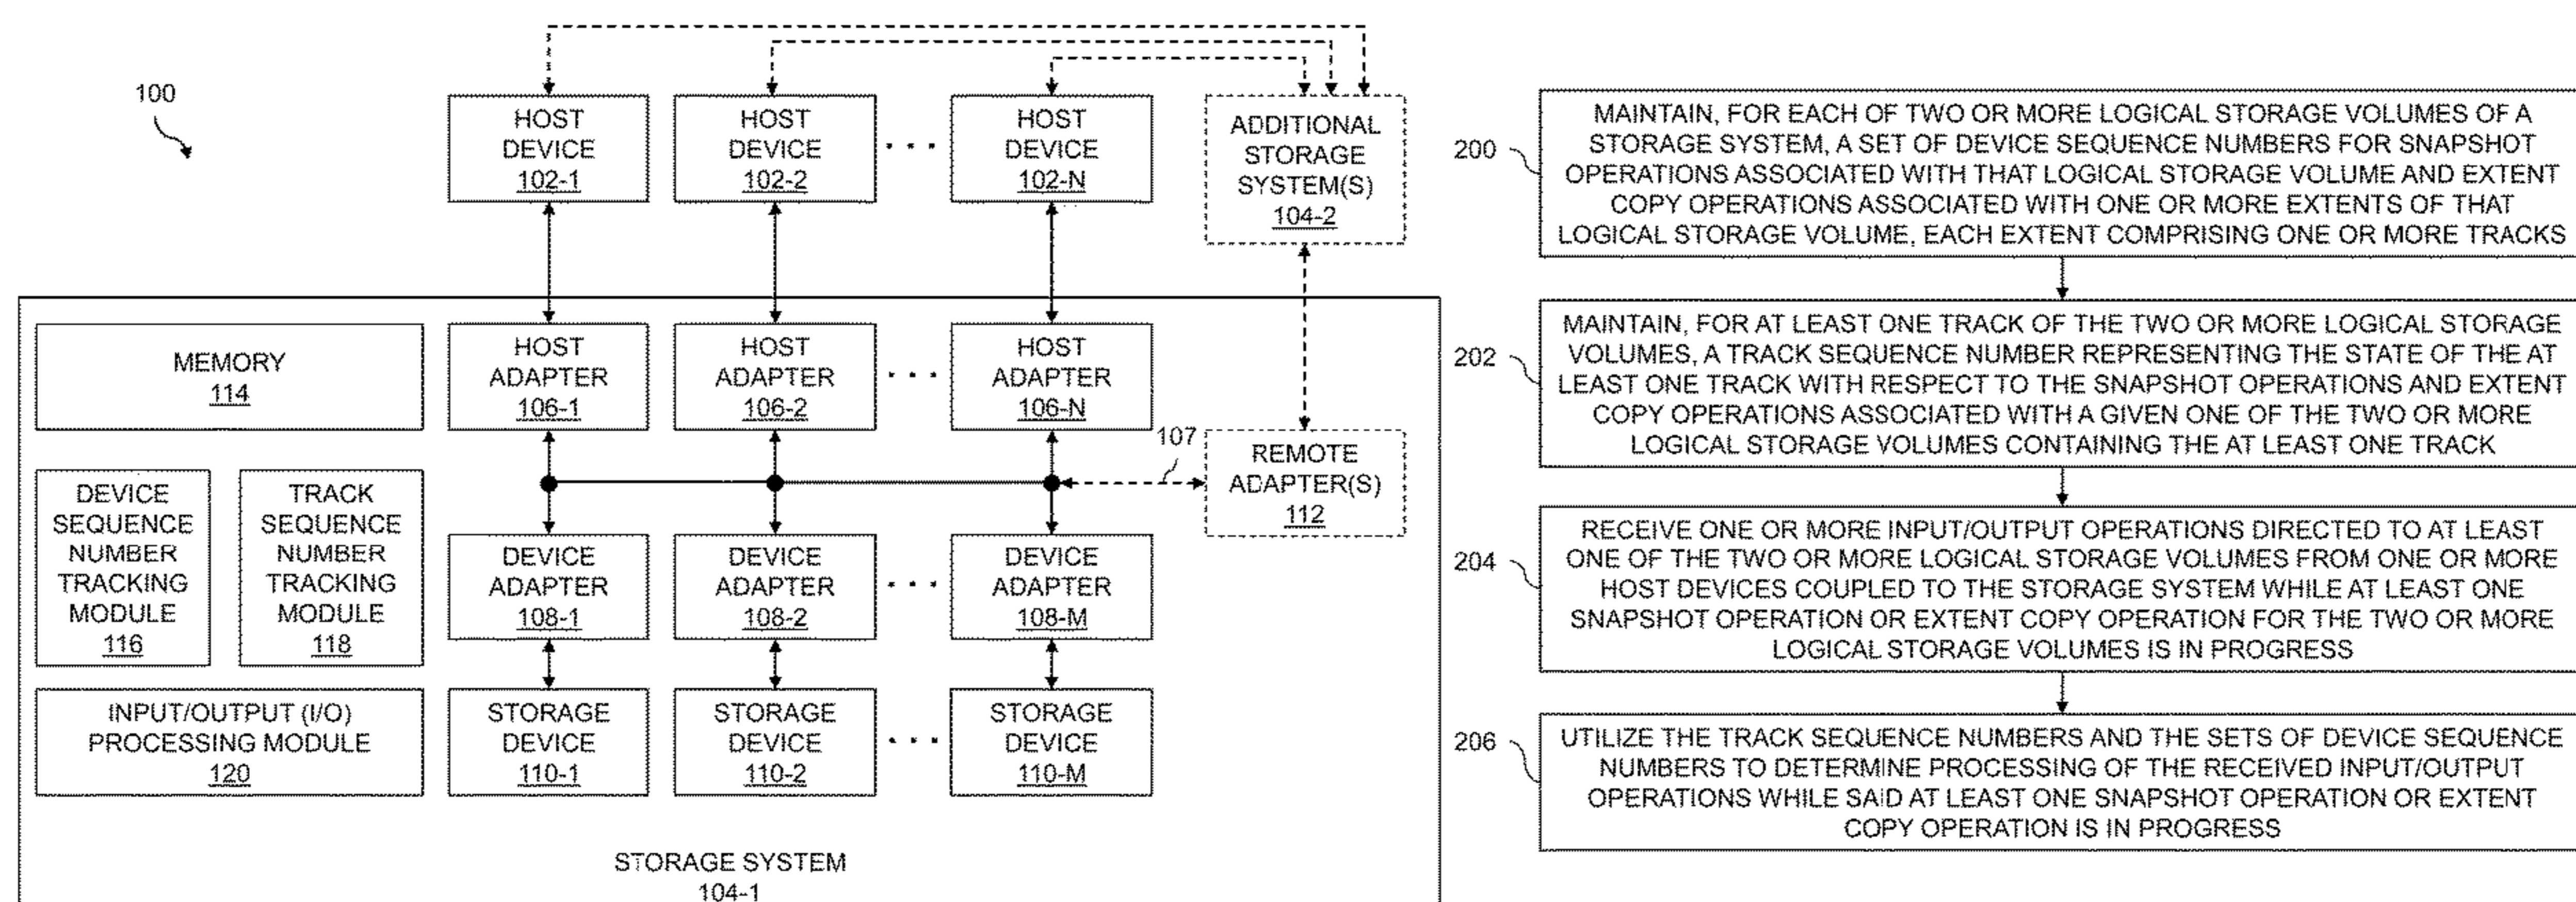 100
HOST
DEVICE
102-1
HOST
DEVICE
102-2
. . .
HOST
DEVICE
102-N
ADDITIONAL
STORAGE
SYSTEM(S)
104-2
MEMORY
114
HOST
ADAPTER
106-1
HOST
ADAPTER
106-2
. . .
HOST
ADAPTER
106-N
107
REMOTE
ADAPTER(S)
112
DEVICE
SEQUENCE
NUMBER
TRACKING
MODULE
116
TRACK
SEQUENCE
NUMBER
TRACKING
MODULE
118
DEVICE
ADAPTER
108-1
DEVICE
ADAPTER
108-2
. . .
DEVICE
ADAPTER
108-M
INPUT/OUTPUT (I/O)
PROCESSING MODULE
120
STORAGE
DEVICE
110-1
STORAGE
DEVICE
110-2
. . .
STORAGE
DEVICE
110-M
STORAGE SYSTEM
104-1
200
MAINTAIN, FOR EACH OF TWO OR MORE LOGICAL STORAGE VOLUMES OF A
STORAGE SYSTEM, A SET OF DEVICE SEQUENCE NUMBERS FOR SNAPSHOT
OPERATIONS ASSOCIATED WITH THAT LOGICAL STORAGE VOLUME AND EXTENT
COPY OPERATIONS ASSOCIATED WITH ONE OR MORE EXTENTS OF THAT
LOGICAL STORAGE VOLUME, EACH EXTENT COMPRISING ONE OR MORE TRACKS
202
MAINTAIN, FOR AT LEAST ONE TRACK OF THE TWO OR MORE LOGICAL STORAGE
VOLUMES, A TRACK SEQUENCE NUMBER REPRESENTING THE STATE OF THE AT
LEAST ONE TRACK WITH RESPECT TO THE SNAPSHOT OPERATIONS AND EXTENT
COPY OPERATIONS ASSOCIATED WITH A GIVEN ONE OF THE TWO OR MORE
LOGICAL STORAGE VOLUMES CONTAINING THE AT LEAST ONE TRACK
204
RECEIVE ONE OR MORE INPUT/OUTPUT OPERATIONS DIRECTED TO AT LEAST
ONE OF THE TWO OR MORE LOGICAL STORAGE VOLUMES FROM ONE OR MORE
HOST DEVICES COUPLED TO THE STORAGE SYSTEM WHILE AT LEAST ONE
SNAPSHOT OPERATION OR EXTENT COPY OPERATION FOR THE TWO OR MORE
LOGICAL STORAGE VOLUMES IS IN PROGRESS
206
UTILIZE THE TRACK SEQUENCE NUMBERS AND THE SETS OF DEVICE SEQUENCE
NUMBERS TO DETERMINE PROCESSING OF THE RECEIVED INPUT/OUTPUT
OPERATIONS WHILE SAID AT LEAST ONE SNAPSHOT OPERATION OR EXTENT
COPY OPERATION IS IN PROGRESS